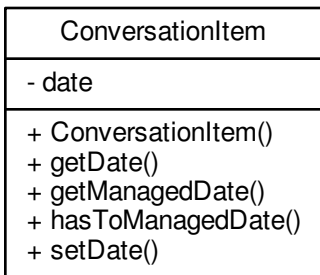 ConversationItem
- date
+ ConversationItem()
+ getDate()
+ getManagedDate()
+ hasToManagedDate()
+ setDate()